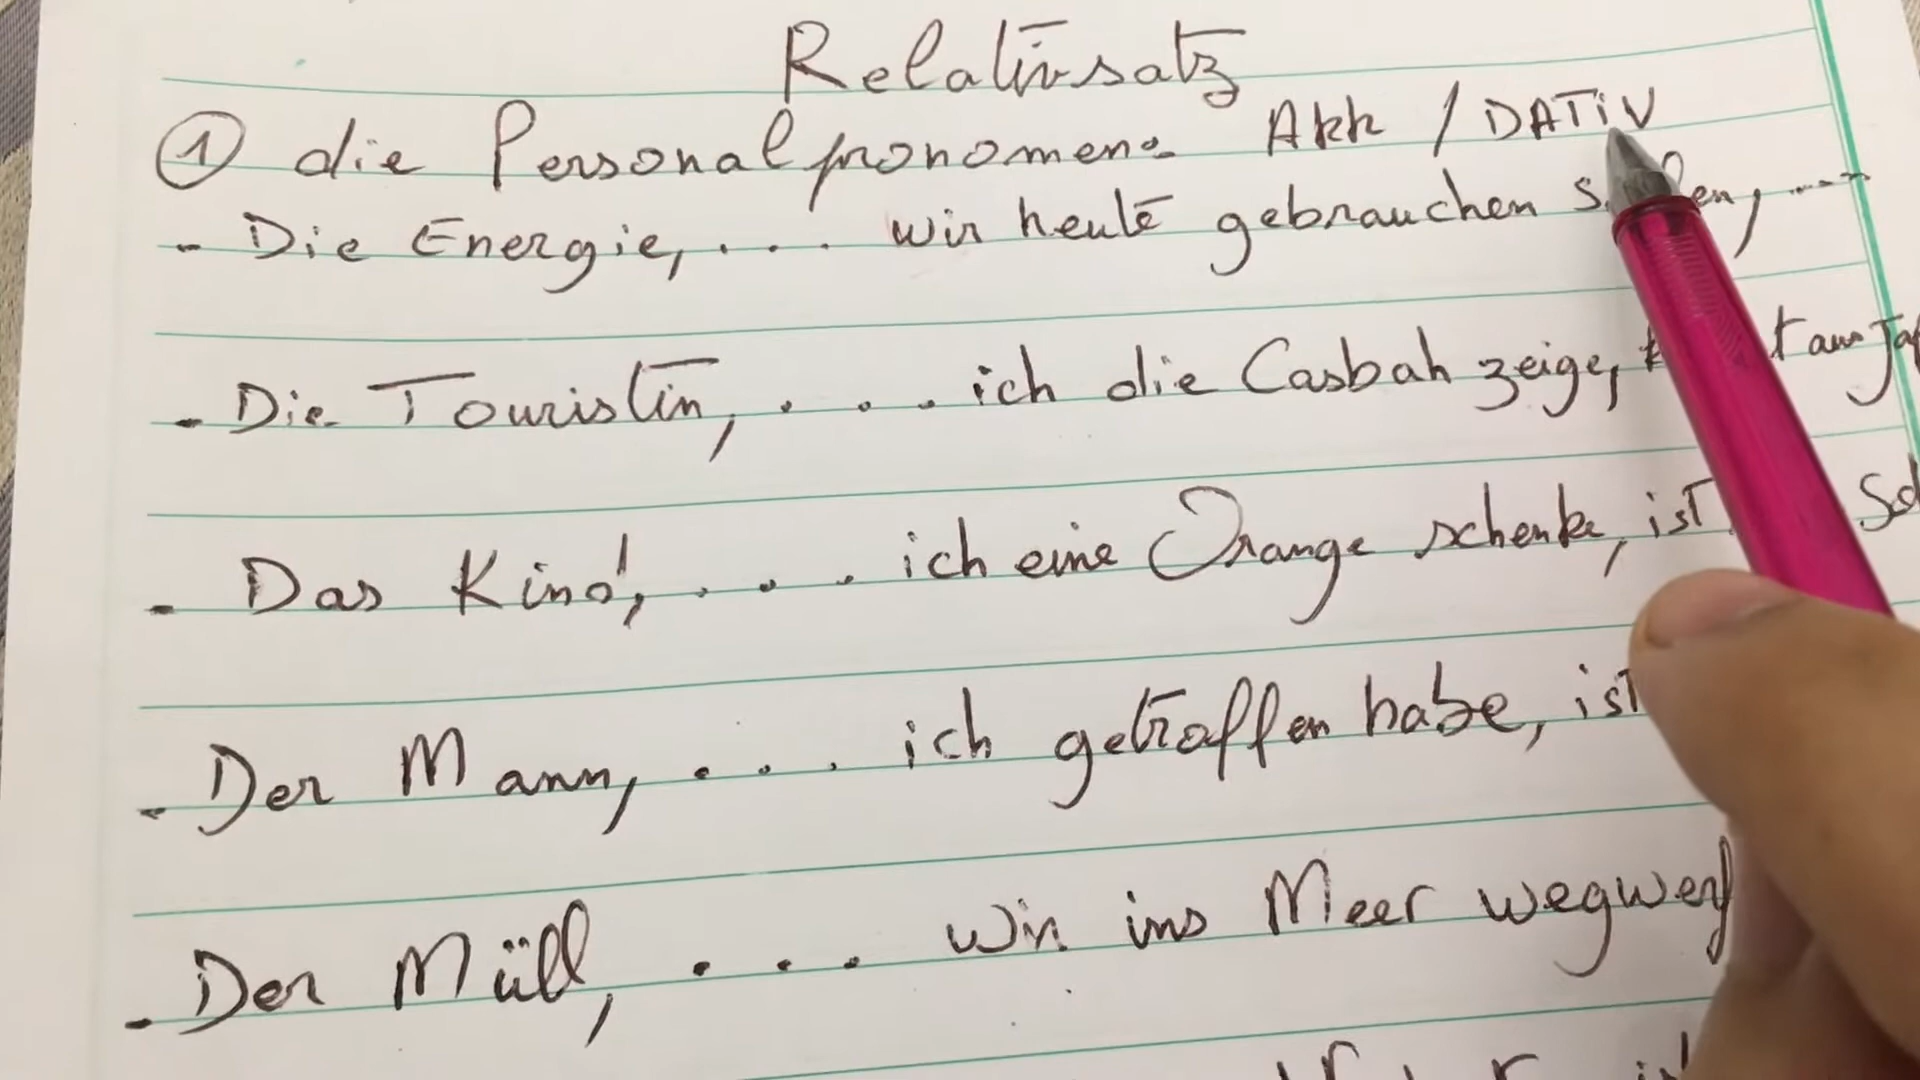 Relativsatz
① die Personalpronomen Akk / DATiV
- Die Energie, ... wir heute gebrauchen
- Die Touristin, ... ich die Casbah zeige, aus
- Das Kind, ... ich eine Orange schenke, ist
- Der Mann, ... ich getroffen habe, ist
- Der Müll, ... wir ins Meer